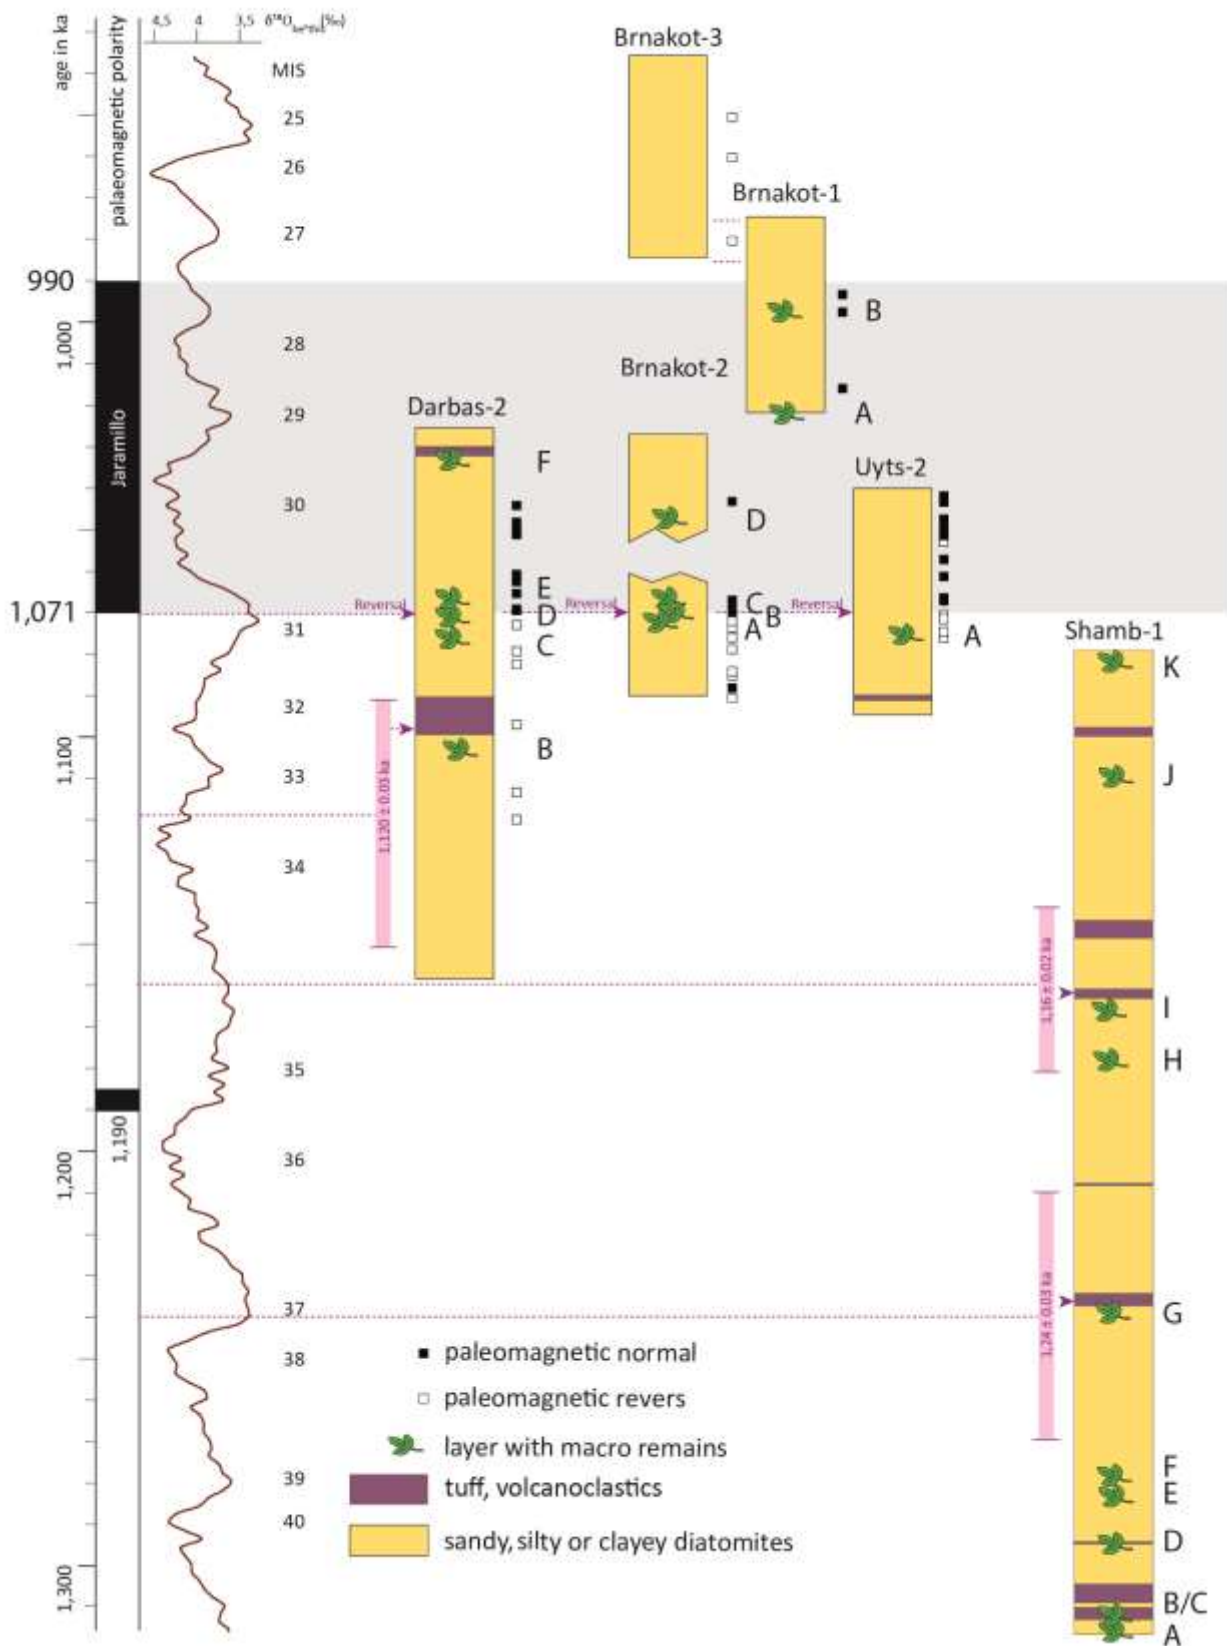 age in ka
palaeomagnetic polarity
4,5 4 3,5 δ¹⁸O (‰)
MIS
25
26
27
28
29
30
31
32
33
34
35
36
37
38
39
40
990
1,000
1,071
1,100
1,200
1,300
Jaramillo
1,190
Brnakot-3
Brnakot-1
B
A
Brnakot-2
D
C
B
A
Darbas-2
F
E
D
C
B
Uyts-2
A
Reversal
Reversal
Reversal
Shamb-1
K
J
I
H
G
F
E
D
B/C
A
1,120 ± 0.03 ka
1,16 ± 0.02 ka
1,24 ± 0.03 ka
paleomagnetic normal
paleomagnetic revers
layer with macro remains
tuff, volcanoclastics
sandy, silty or clayey diatomites